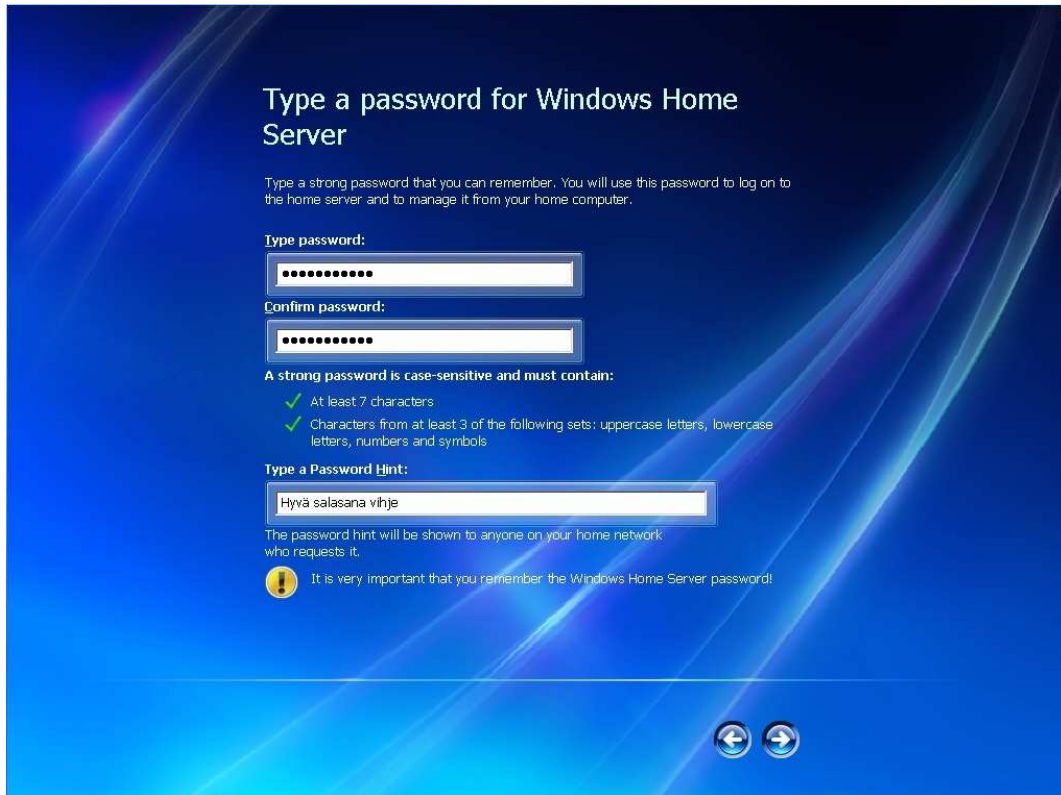 Type a password for Windows Home
Server
Type a strong password that you can remember. You will use this password to log on to
the home server and to manage it from your home computer.
Type password:
●●●●●●●●●●●
Confirm password:
●●●●●●●●●●●
A strong password is case-sensitive and must contain:
At least 7 characters
Characters from at least 3 of the following sets: uppercase letters, lowercase
letters, numbers and symbols
Type a Password Hint:
Hyvä salasana vihje
The password hint will be shown to anyone on your home network
who requests it.
It is very important that you remember the Windows Home Server password!